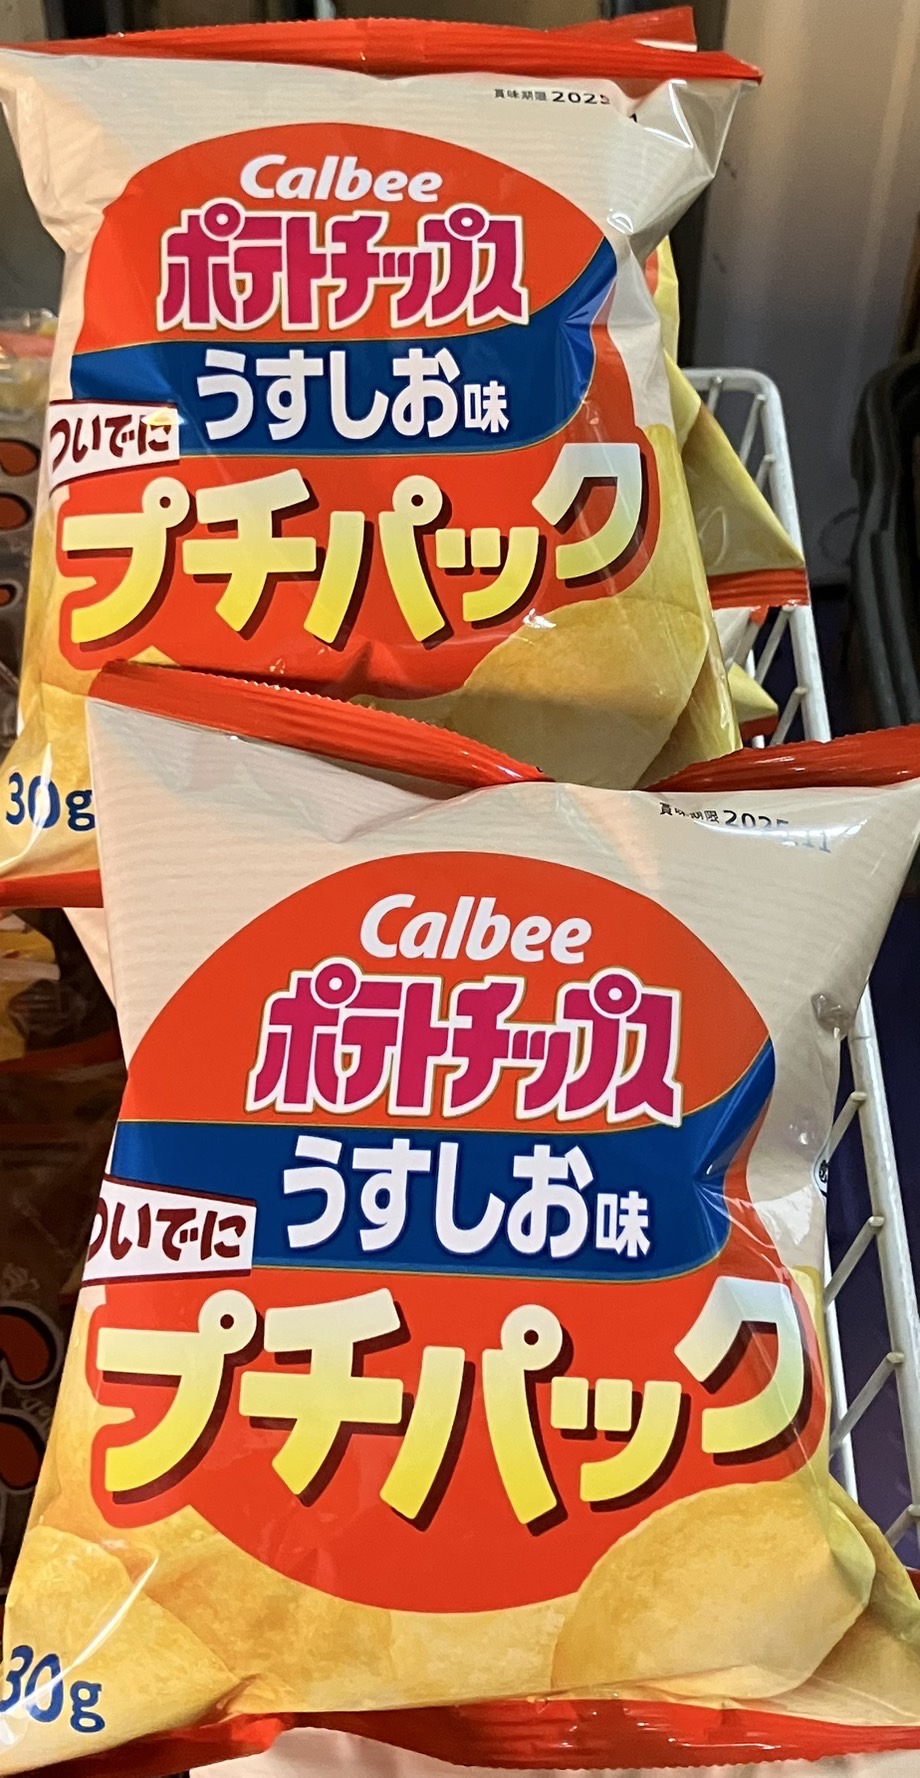 賞味期限 2025
Calbee
ポテトチップス
うすしお味
ついでに
プチパック
30g
賞味期限 2025.11
Calbee
ポテトチップス
うすしお味
ついでに
プチパック
30g